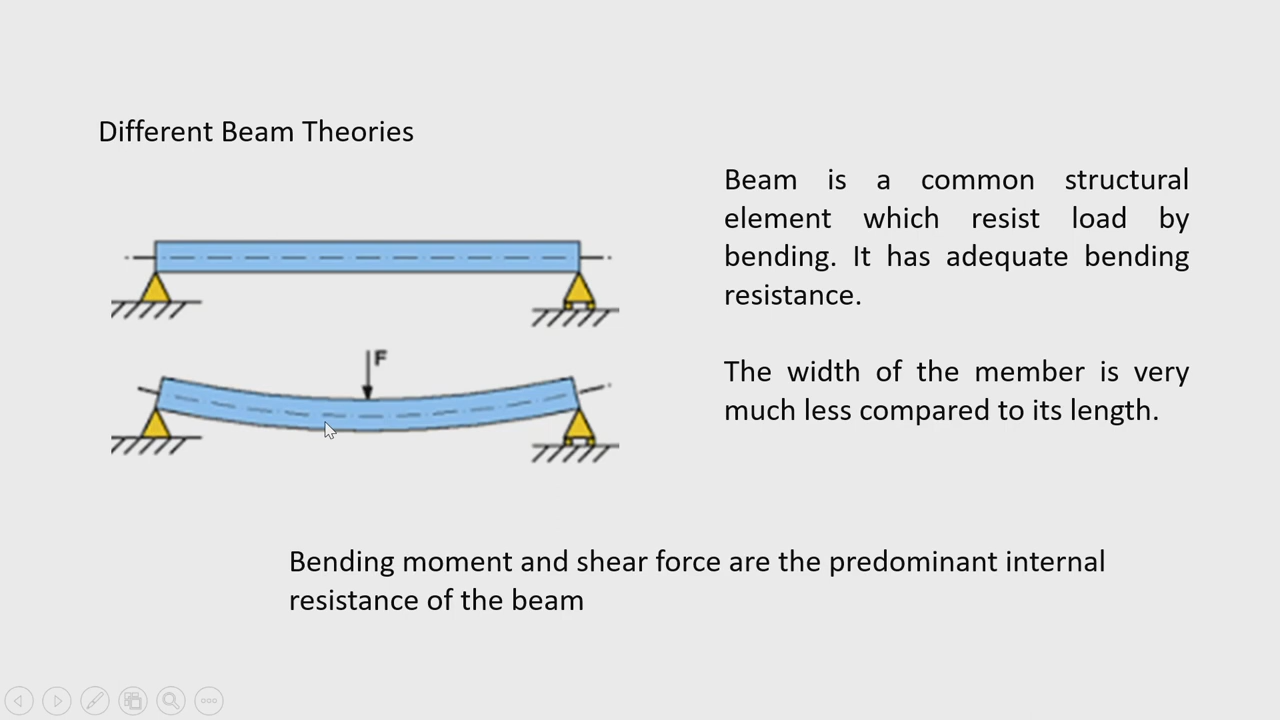 Different Beam Theories
Beam is a common structural
element which resist load by
bending. It has adequate bending
resistance.
The width of the member is very
much less compared to its length.
F
Bending moment and shear force are the predominant internal
resistance of the beam